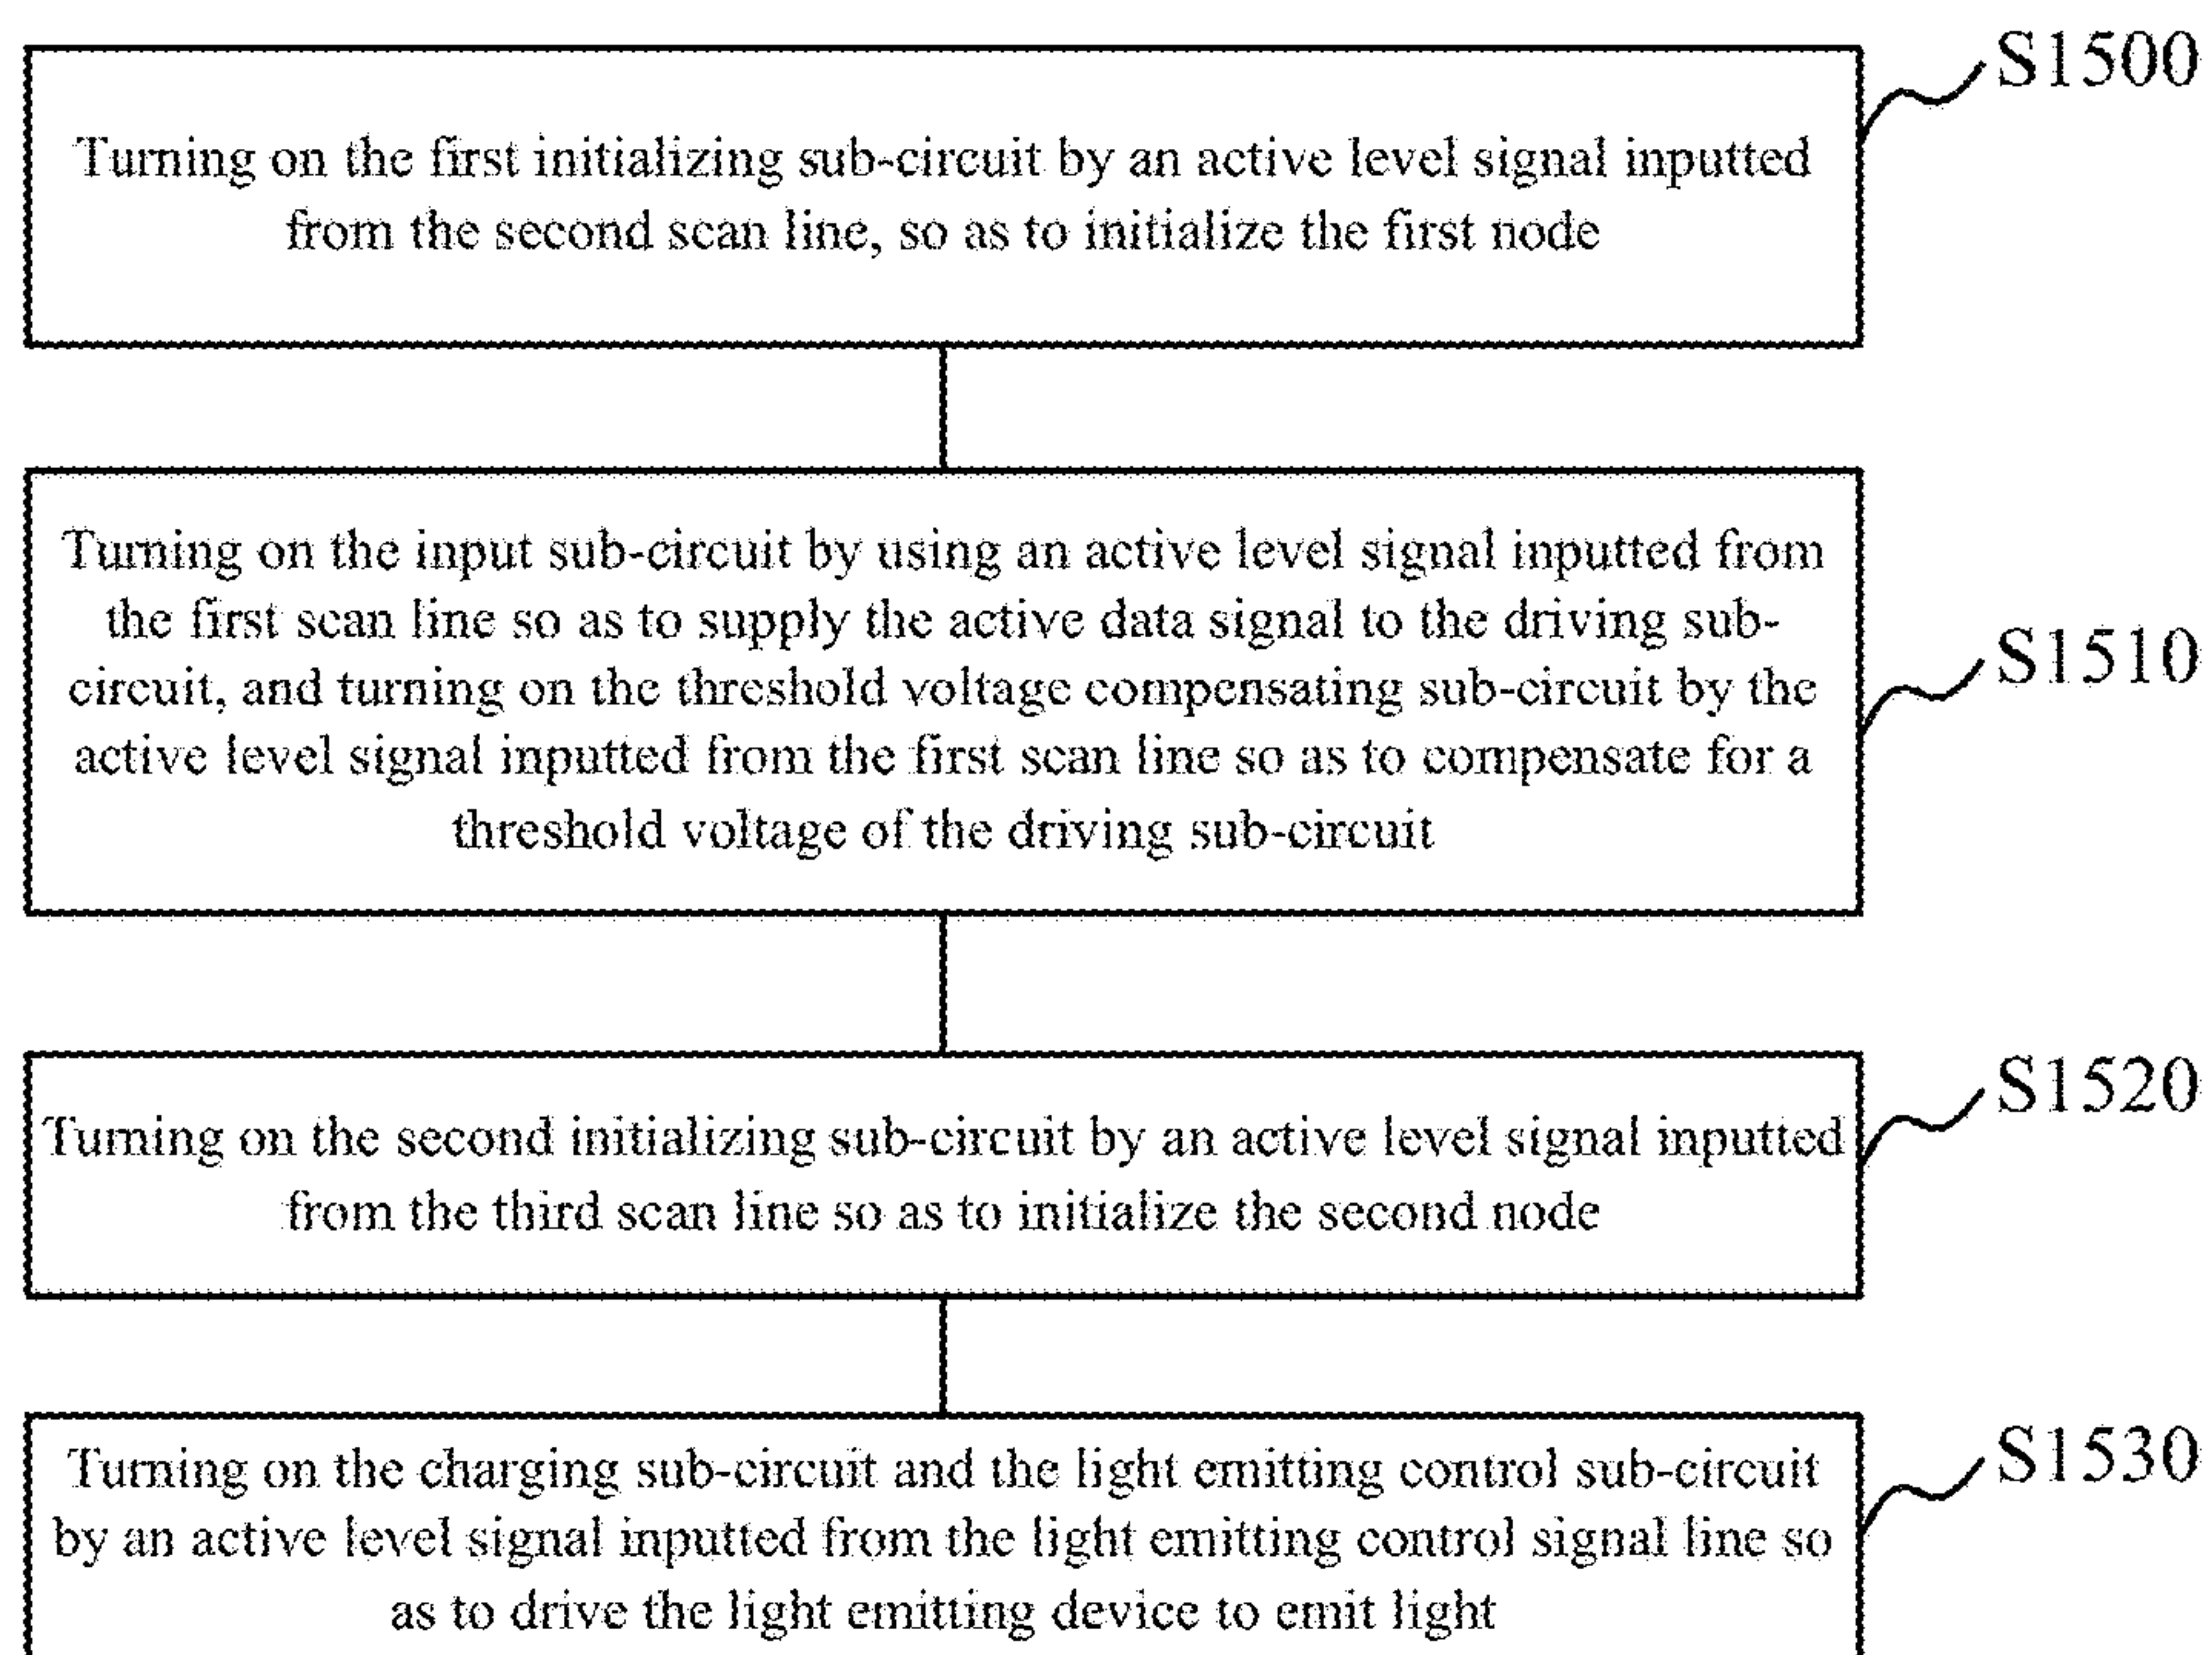 S1500
Turning on the first initializing sub-circuit by an active level signal inputted
from the second scan line, so as to initialize the first node
Turning on the input sub-circuit by using an active level signal inputted from
the first scan line so as to supply the active data signal to the driving sub-
circuit, and turning on the threshold voltage compensating sub-circuit by the
active level signal inputted from the first scan line so as to compensate for a
threshold voltage of the driving sub-circuit
S1510
S1520
Turning on the second initializing sub-circuit by an active level signal inputted
from the third scan line so as to initialize the second node
S1530
Turning on the charging sub-circuit and the light emitting control sub-circuit
by an active level signal inputted from the light emitting control signal line so
as to drive the light emitting device to emit light